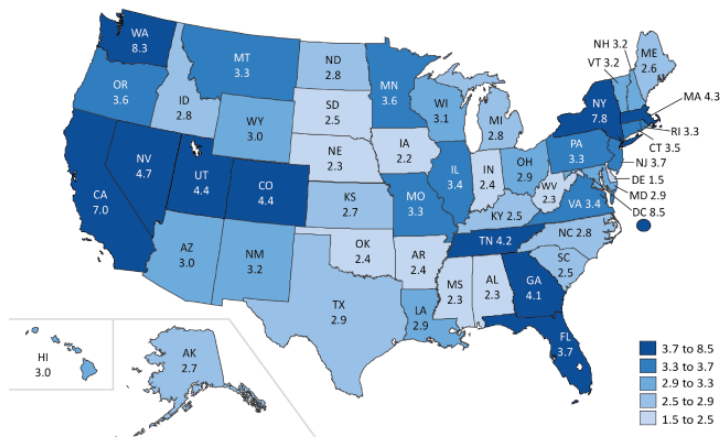 WA
8.3
MT
3.3
ND
2.8
MN
3.6
NH 3.2
VT 3.2
ME
2.6
OR
3.6
ID
2.8
WY
3.0
SD
2.5
WI
3.1
MI
2.8
NY
7.8
MA 4.3
RI 3.3
CT 3.5
NJ 3.7
DE 1.5
MD 2.9
DC 8.5
PA
3.3
CA
7.0
NV
4.7
UT
4.4
CO
4.4
NE
2.3
IA
2.2
IL
3.4
IN
2.4
OH
2.9
WV
2.3
VA 3.4
KS
2.7
MO
3.3
KY 2.5
AZ
3.0
NM
3.2
OK
2.4
AR
2.4
TN 4.2
NC 2.8
SC
2.5
TX
2.9
LA
2.9
MS
2.3
AL
2.3
GA
4.1
FL
3.7
HI
3.0
AK
2.7
3.7 to 8.5
3.3 to 3.7
2.9 to 3.3
2.5 to 2.9
1.5 to 2.5